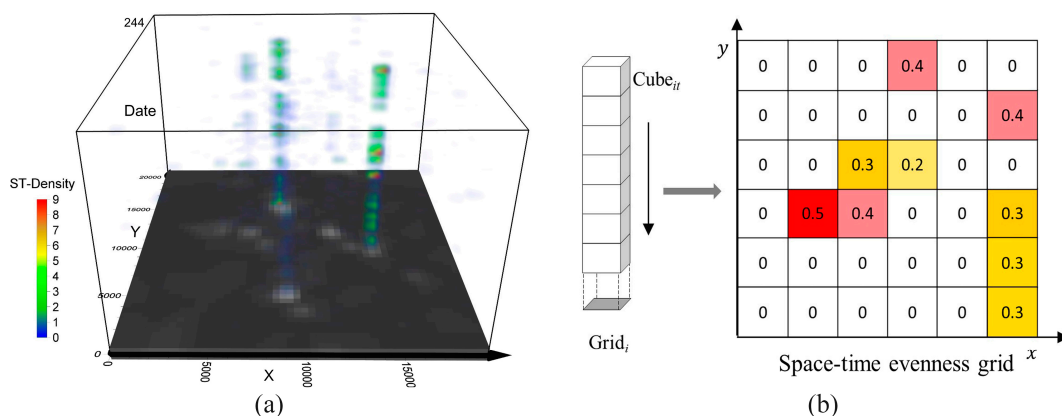 244
Date
ST-Density
9
8
7
6
5
4
3
2
1
0
20000
15000
Y
10000
5000
0
0
5000
10000
15000
X
(a)
Cube_it
Grid_i
y
0 0 0 0.4 0 0
0 0 0 0 0 0.4
0 0 0.3 0.2 0 0
0 0.5 0.4 0 0 0.3
0 0 0 0 0 0.3
0 0 0 0 0 0.3
Space-time evenness grid x
(b)